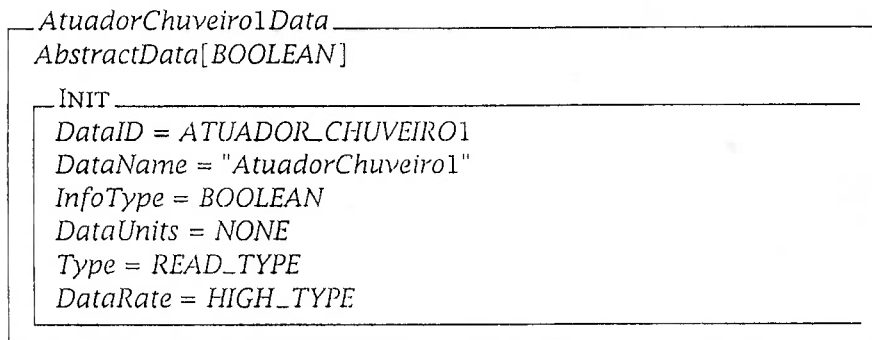 AtuadorChuveiro1Data
AbstractData[BOOLEAN]
INIT
DataID = ATUADOR_CHUVEIRO1
DataName = "AtuadorChuveiro1"
InfoType = BOOLEAN
DataUnits = NONE
Type = READ_TYPE
DataRate = HIGH_TYPE